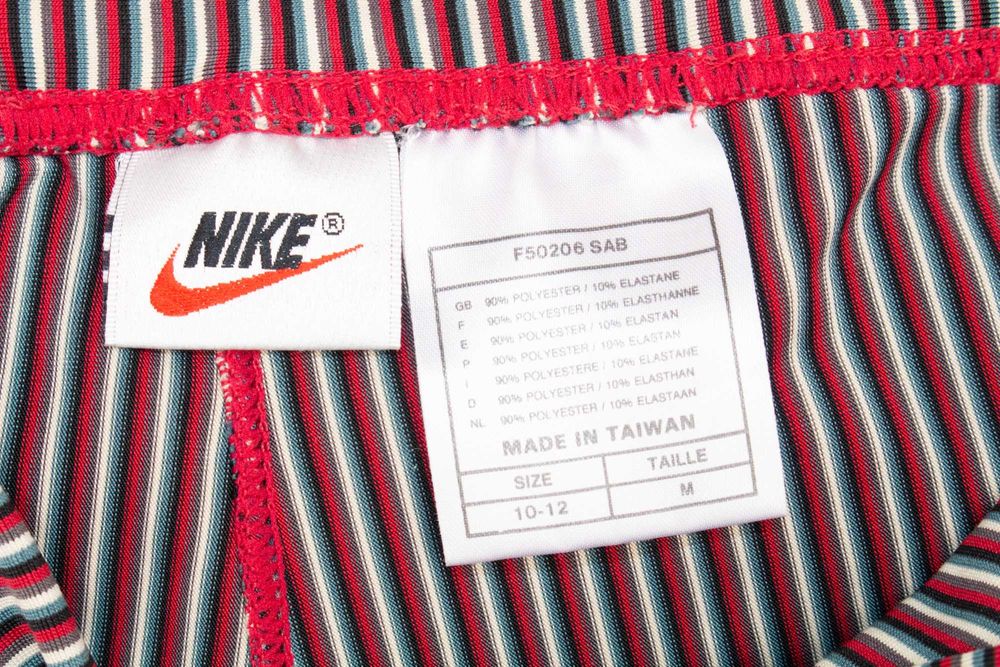 NIKE®
F50206 SAB
GB 90% POLYESTER / 10% ELASTANE
F 90% POLYESTER / 10% ELASTHANNE
E 90% POLYESTER / 10% ELASTAN
P 90% POLYESTER / 10% ELASTAN
I 90% POLYESTERE / 10% ELASTANE
D 90% POLYESTER / 10% ELASTHAN
NL 90% POLYESTER / 10% ELASTAAN
MADE IN TAIWAN
SIZE TAILLE
10-12 M